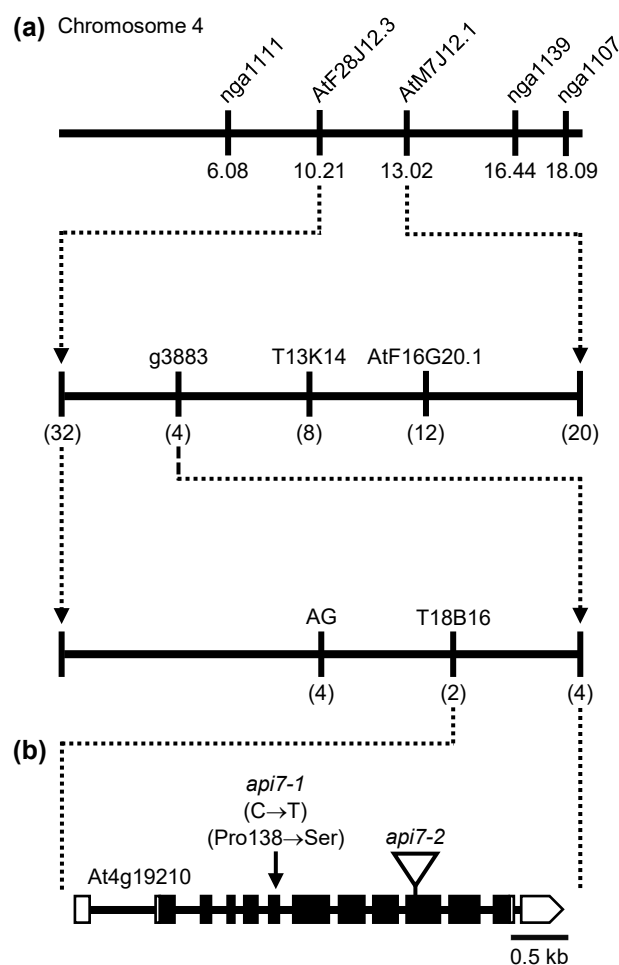 (a) Chromosome 4
nga1111
AtF28J12.3
AtM7J12.1
nga1139
nga1107
6.08 10.21 13.02 16.44 18.09
g3883 T13K14 AtF16G20.1
(32) (4) (8) (12) (20)
AG T18B16
(4) (2) (4)
(b)
api7-1
(C→T)
(Pro138→Ser)
api7-2
At4g19210
0.5 kb